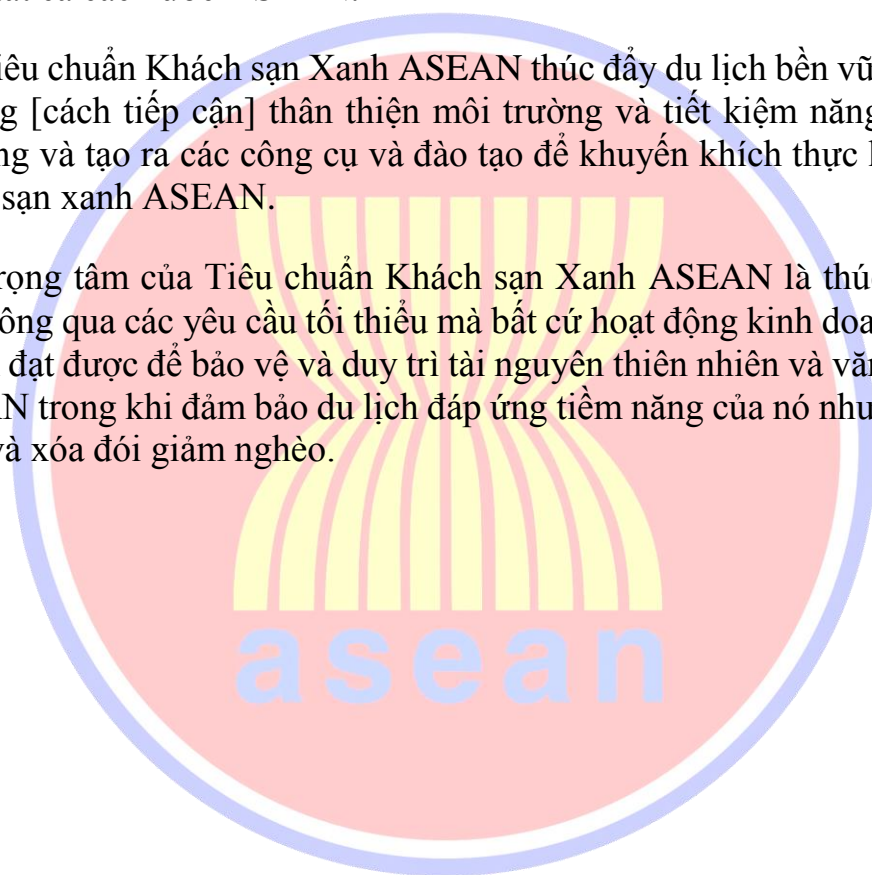 iêu chuẩn Khách sạn Xanh ASEAN thúc đẩy du lịch bền vữ
g [cách tiếp cận] thân thiện môi trường và tiết kiệm năng
ng và tạo ra các công cụ và đào tạo để khuyến khích thực h
sạn xanh ASEAN.
rọng tâm của Tiêu chuẩn Khách sạn Xanh ASEAN là thúc
ông qua các yêu cầu tối thiểu mà bất cứ hoạt động kinh doa
đạt được để bảo vệ và duy trì tài nguyên thiên nhiên và văn
N trong khi đảm bảo du lịch đáp ứng tiềm năng của nó như
và xóa đói giảm nghèo.
asean